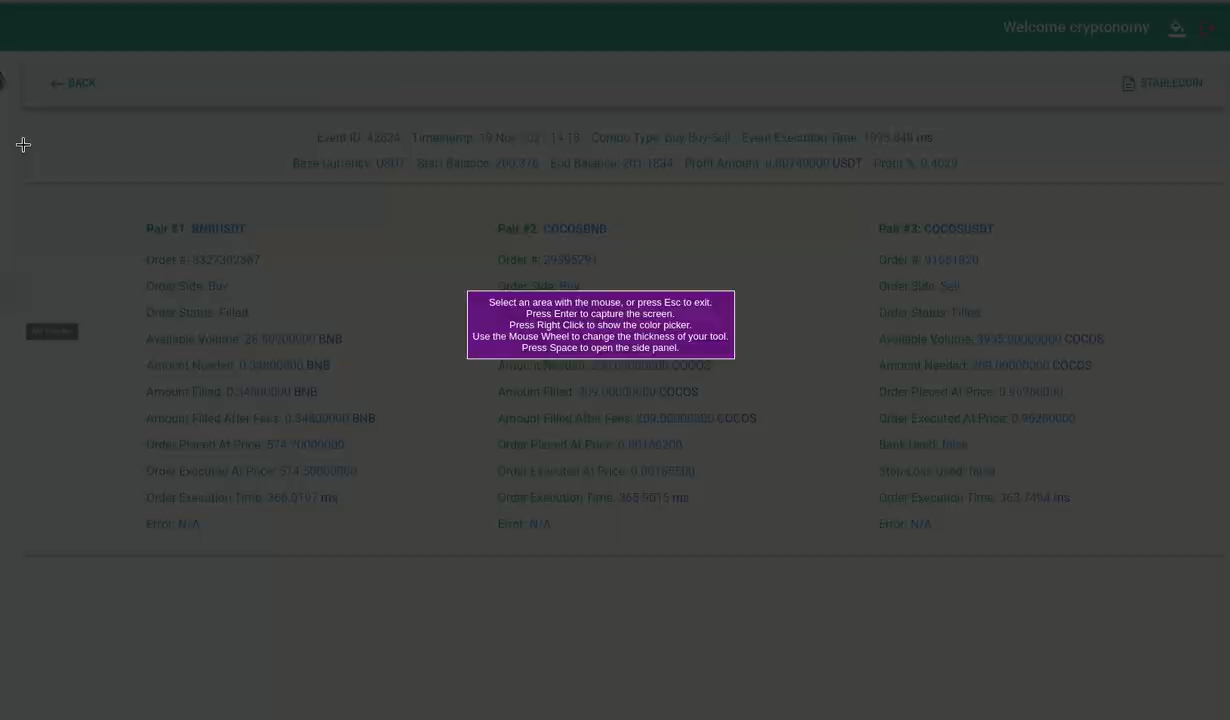 Welcome cryptonomy
BACK
STABLECOIN
Event ID: 42824 Timestamp: 19 Nov 14:18 Combo Type: Buy-Buy-Sell Event Execution Time: 1995.848 ms
Base Currency: USDT Start Balance: 200.376 End Balance: 201.1834 Profit Amount: 0.80740000 USDT Profit %: 0.4029
Pair #1: BNBUSDT
Order #: 3327302367
Order Side: Buy
Order Status: Filled
Available Volume: BNB
Amount Needed: 0.34800000 BNB
Amount Filled: 0.34800000 BNB
Amount Filled After Fees: 0.34800000 BNB
Order Placed At Price: 574.70000000
Order Executed At Price: 574.50000000
Order Execution Time: 366.0197 ms
Error: N/A
Pair #2: COCOSBNB
Order #: 29395291
Order Side: Buy
Amount Needed: COCOS
Amount Filled: 209.00000000 COCOS
Amount Filled After Fees: 209.00000000 COCOS
Order Placed At Price: 0.00166200
Order Executed At Price: 0.00166500
Order Execution Time: 365.9015 ms
Error: N/A
Pair #3: COCOSUSDT
Order #: 91681820
Order Side: Sell
Order Status: Filled
Available Volume: COCOS
Amount Needed: 209.00000000 COCOS
Order Placed At Price: 0.96260000
Order Executed At Price: 0.96260000
Bank Used: false
Stop-Loss Used: false
Order Execution Time: 363.7494 ms
Error: N/A
Select an area with the mouse, or press Esc to exit.
Press Enter to capture the screen.
Press Right Click to show the color picker.
Use the Mouse Wheel to change the thickness of your tool.
Press Space to open the side panel.